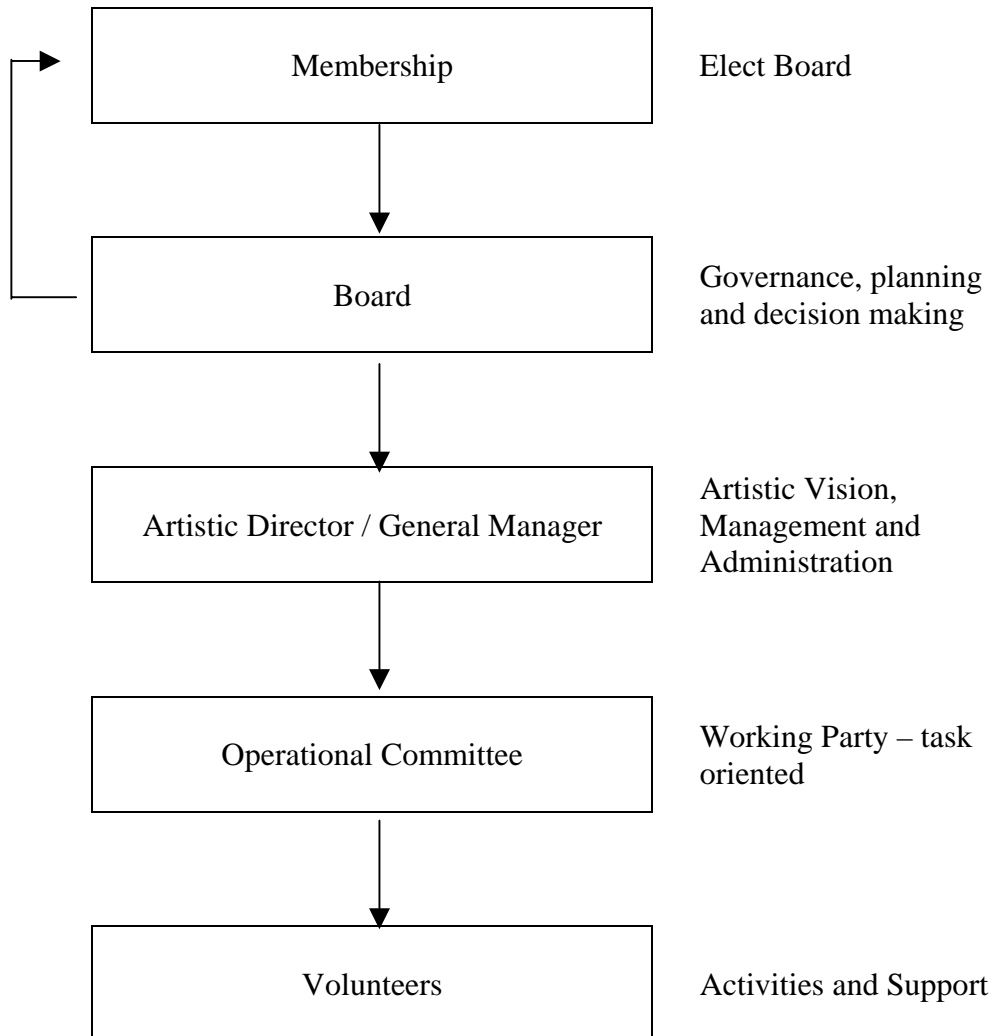 Membership
Elect Board
Board
Governance, planning
and decision making
Artistic Director / General Manager
Artistic Vision,
Management and
Administration
Operational Committee
Working Party – task
oriented
Volunteers
Activities and Support